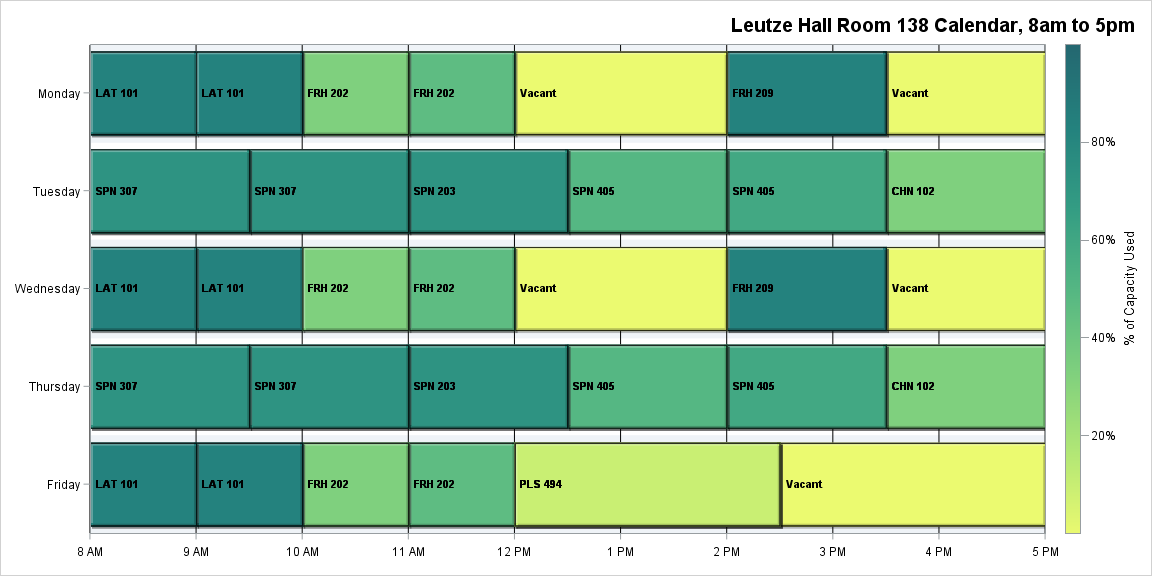 Leutze Hall Room 138 Calendar, 8am to 5pm
Monday
LAT 101
LAT 101
FRH 202
FRH 202
Vacant
FRH 209
Vacant
Tuesday
SPN 307
SPN 307
SPN 203
SPN 405
SPN 405
CHN 102
Wednesday
LAT 101
LAT 101
FRH 202
FRH 202
Vacant
FRH 209
Vacant
Thursday
SPN 307
SPN 307
SPN 203
SPN 405
SPN 405
CHN 102
Friday
LAT 101
LAT 101
FRH 202
FRH 202
PLS 494
Vacant
8 AM
9 AM
10 AM
11 AM
12 PM
1 PM
2 PM
3 PM
4 PM
5 PM
80%
60%
40%
20%
% of Capacity Used